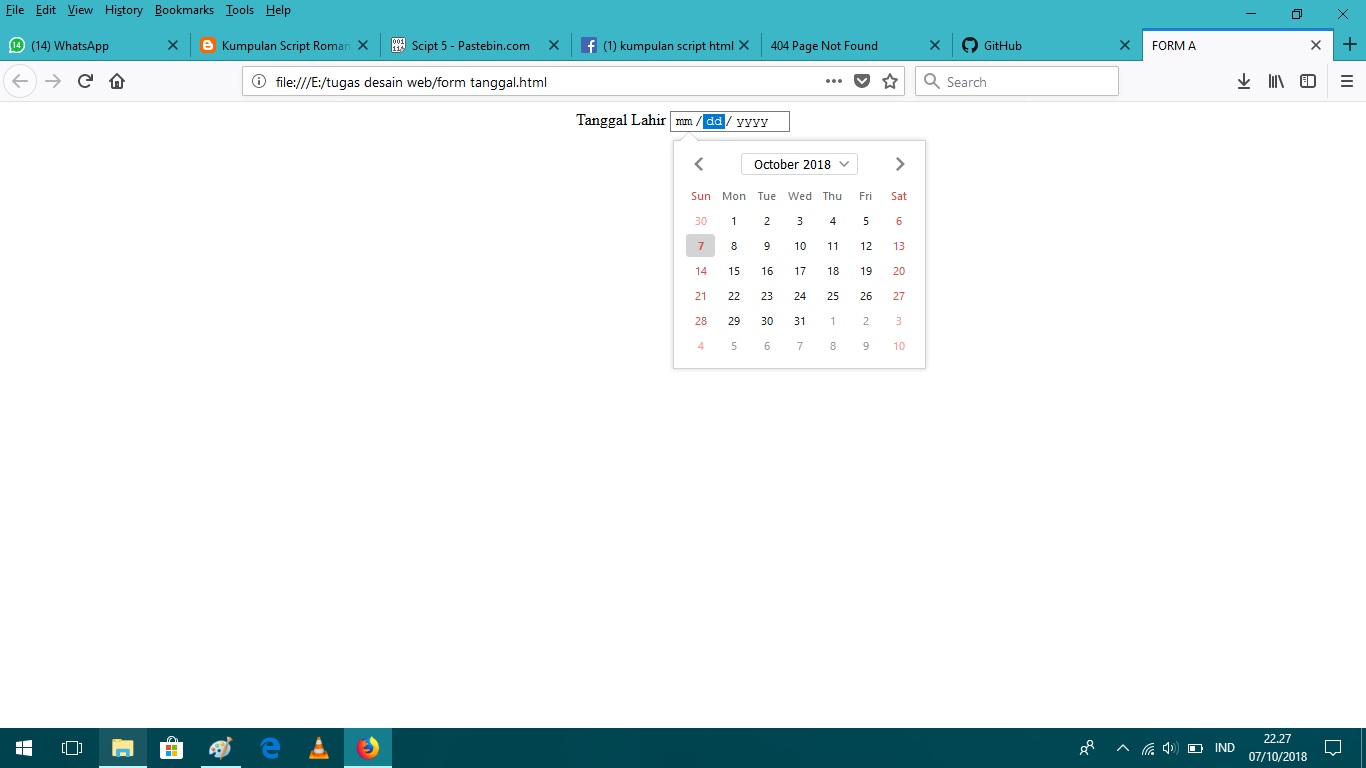 File Edit View History Bookmarks Tools Help
(14) WhatsApp Kumpulan Script Roman Scipt 5 - Pastebin.com (1) kumpulan script html 404 Page Not Found GitHub FORM A
file:///E:/tugas desain web/form tanggal.html Search
Tanggal Lahir mm / dd / yyyy
October 2018
Sun Mon Tue Wed Thu Fri Sat
30 1 2 3 4 5 6
7 8 9 10 11 12 13
14 15 16 17 18 19 20
21 22 23 24 25 26 27
28 29 30 31 1 2 3
4 5 6 7 8 9 10
IND
22.27
07/10/2018